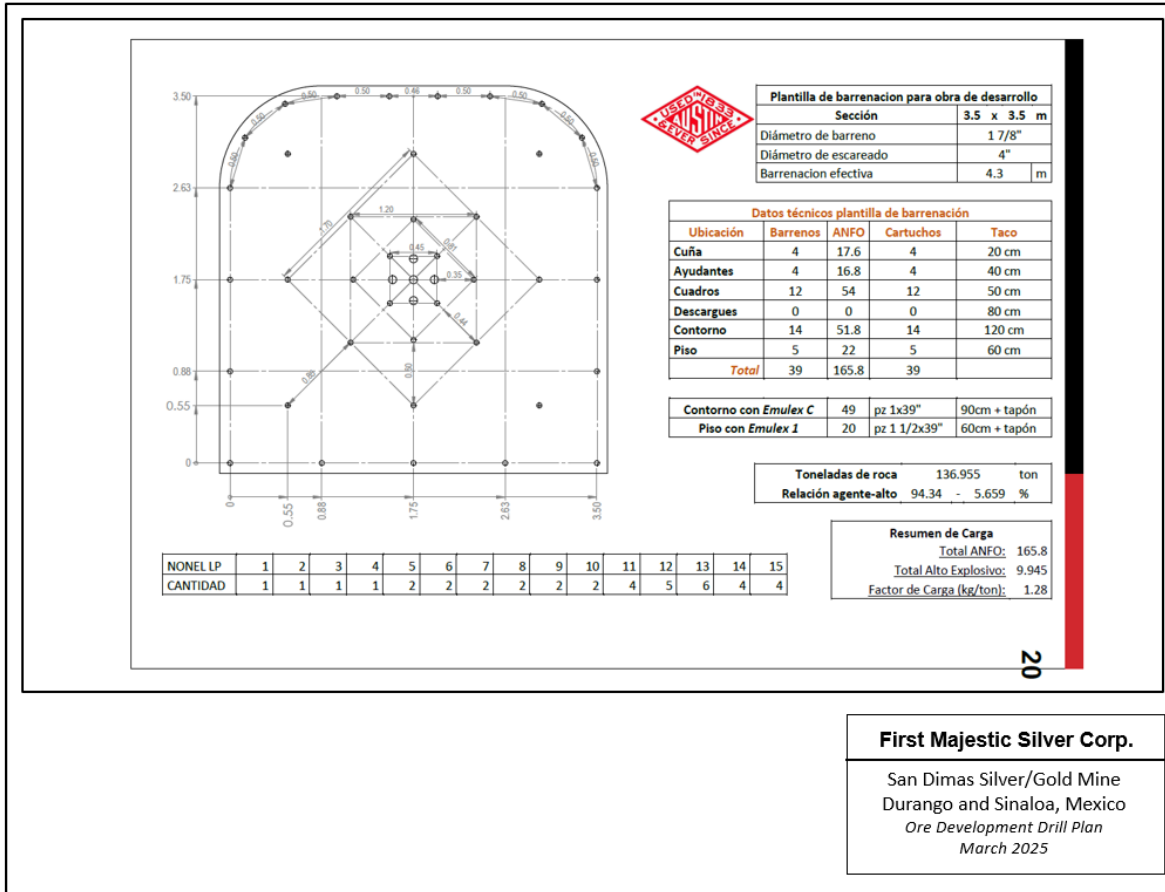 3.50
2.63
1.75
0.88
0.55
0
0.50
0.50
0.46
0.50
0.50
0.50
0.50
0.50
0.50
1.70
1.20
0.81
0.45
0.35
0.44
0.50
0.86
0
0.55
0.88
1.75
2.63
3.50
USED IN 1833
AUSTIN
& EVER SINCE
Plantilla de barrenacion para obra de desarrollo
Sección 3.5 x 3.5 m
Diámetro de barreno 1 7/8"
Diámetro de escareado 4"
Barrenacion efectiva 4.3 m
Datos técnicos plantilla de barrenación
Ubicación Barrenos ANFO Cartuchos Taco
Cuña 4 17.6 4 20 cm
Ayudantes 4 16.8 4 40 cm
Cuadros 12 54 12 50 cm
Descargues 0 0 0 80 cm
Contorno 14 51.8 14 120 cm
Piso 5 22 5 60 cm
Total 39 165.8 39
Contorno con Emulex C 49 pz 1x39" 90cm + tapón
Piso con Emulex 1 20 pz 1 1/2x39" 60cm + tapón
Toneladas de roca 136.955 ton
Relación agente-alto 94.34 - 5.659 %
Resumen de Carga
Total ANFO: 165.8
Total Alto Explosivo: 9.945
Factor de Carga (kg/ton): 1.28
NONEL LP 1 2 3 4 5 6 7 8 9 10 11 12 13 14 15
CANTIDAD 1 1 1 1 2 2 2 2 2 2 4 5 6 4 4
20
First Majestic Silver Corp.
San Dimas Silver/Gold Mine
Durango and Sinaloa, Mexico
Ore Development Drill Plan
March 2025